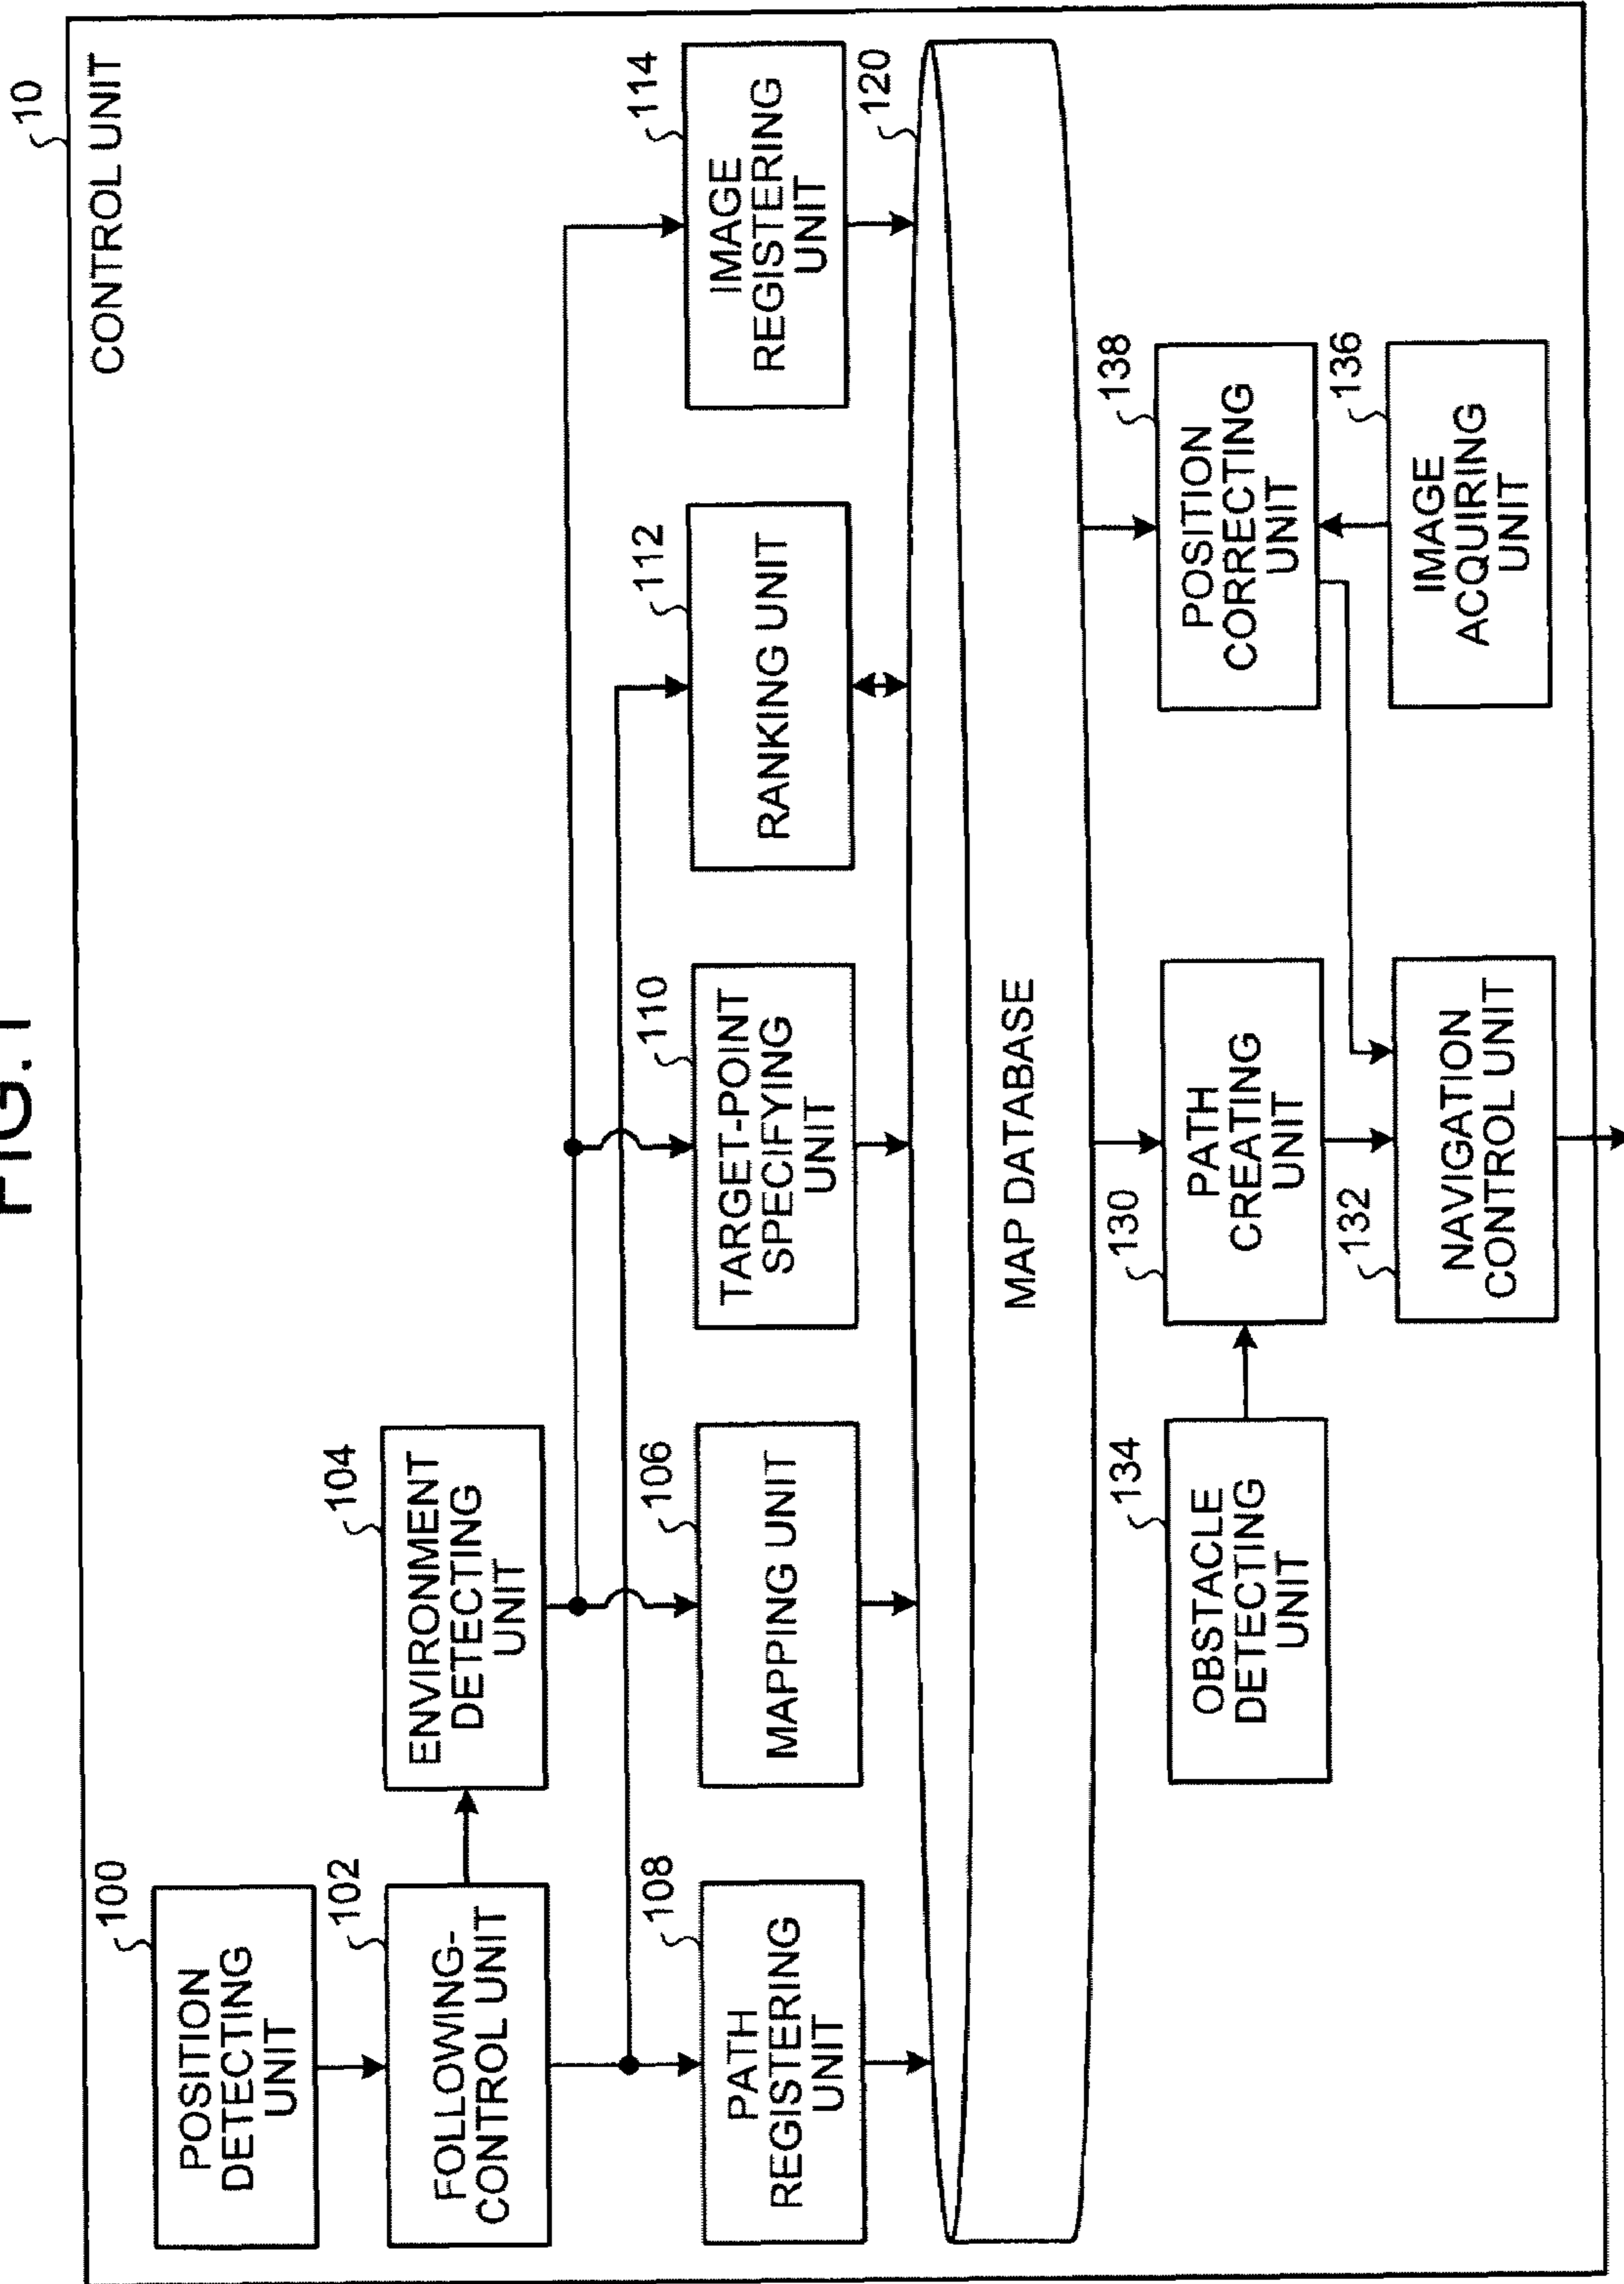 FIG.1
10
CONTROL UNIT
100
POSITION
DETECTING
UNIT
102
FOLLOWING-
CONTROL UNIT
104
ENVIRONMENT
DETECTING
UNIT
108
PATH
REGISTERING
UNIT
106
MAPPING UNIT
110
TARGET-POINT
SPECIFYING
UNIT
112
RANKING UNIT
114
IMAGE
REGISTERING
UNIT
120
MAP DATABASE
134
OBSTACLE
DETECTING
UNIT
130
PATH
CREATING
UNIT
138
POSITION
CORRECTING
UNIT
132
NAVIGATION
CONTROL UNIT
136
IMAGE
ACQUIRING
UNIT